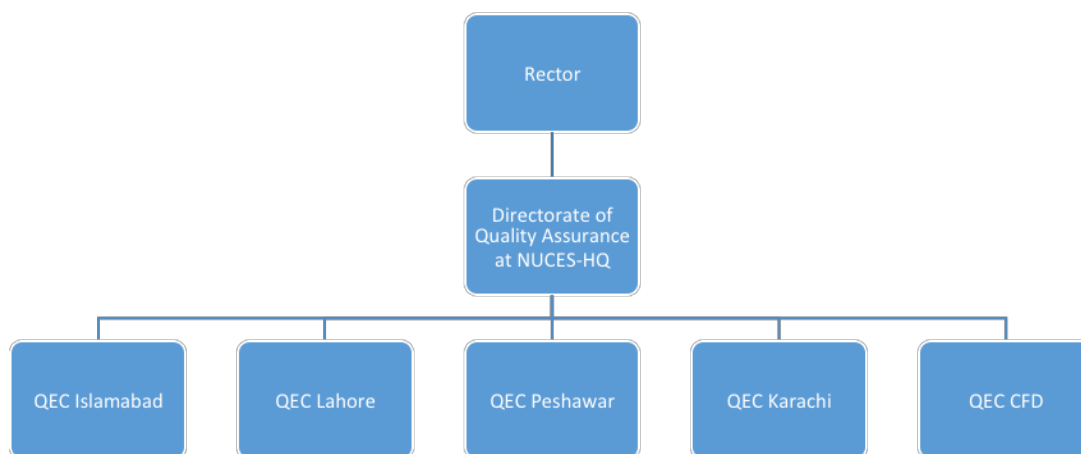 Rector
Directorate of
Quality Assurance
at NUCES-HQ
QEC Islamabad
QEC Lahore
QEC Peshawar
QEC Karachi
QEC CFD